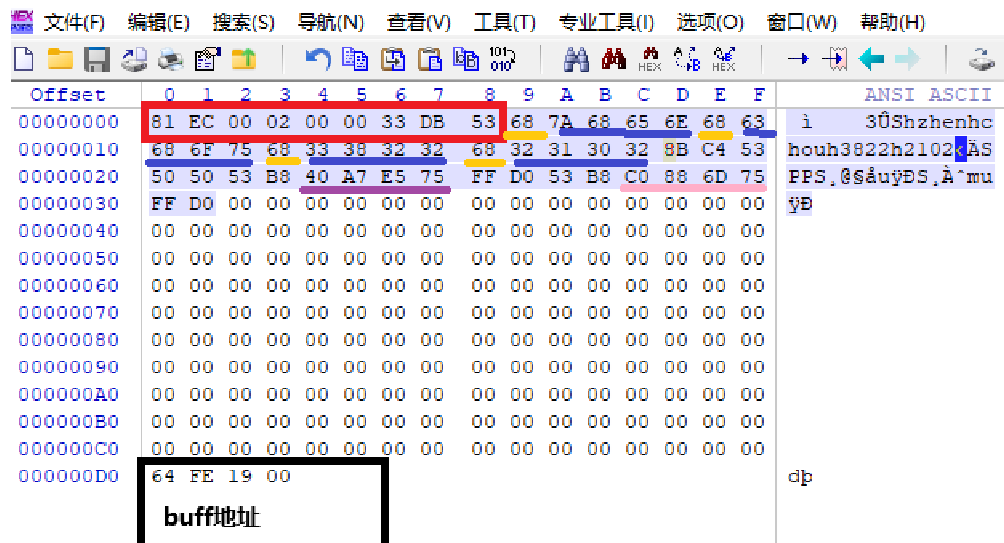 文件(F) 编辑(E) 搜索(S) 导航(N) 查看(V) 工具(T) 专业工具(I) 选项(O) 窗口(W) 帮助(H)
Offset 0 1 2 3 4 5 6 7 8 9 A B C D E F ANSI ASCII
00000000 81 EC 00 02 00 00 33 DB 53 68 7A 68 65 6E 68 63 ì 3ÛShzhenhc
00000010 68 6F 75 68 33 38 32 32 68 32 31 30 32 8B C4 53 houh3822h2102‹ÄS
00000020 50 50 53 B8 40 A7 E5 75 FF D0 53 B8 C0 88 6D 75 PPS¸@§åuÿÐS¸Àˆmu
00000030 FF D0 00 00 00 00 00 00 00 00 00 00 00 00 00 00 ÿÐ
00000040 00 00 00 00 00 00 00 00 00 00 00 00 00 00 00 00
00000050 00 00 00 00 00 00 00 00 00 00 00 00 00 00 00 00
00000060 00 00 00 00 00 00 00 00 00 00 00 00 00 00 00 00
00000070 00 00 00 00 00 00 00 00 00 00 00 00 00 00 00 00
00000080 00 00 00 00 00 00 00 00 00 00 00 00 00 00 00 00
00000090 00 00 00 00 00 00 00 00 00 00 00 00 00 00 00 00
000000A0 00 00 00 00 00 00 00 00 00 00 00 00 00 00 00 00
000000B0 00 00 00 00 00 00 00 00 00 00 00 00 00 00 00 00
000000C0 00 00 00 00 00 00 00 00 00 00 00 00 00 00 00 00
000000D0 64 FE 19 00 dþ
buff地址